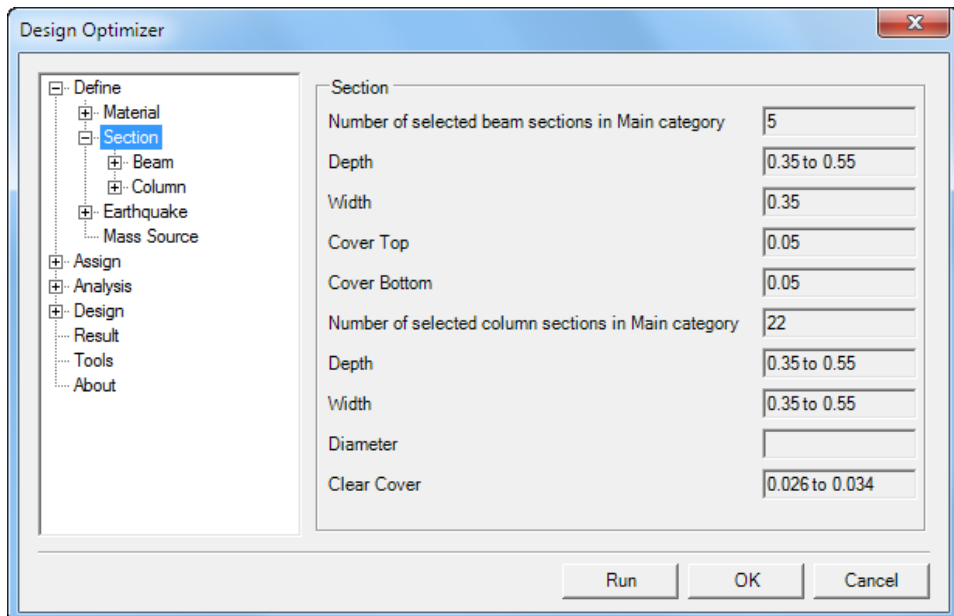 Design Optimizer
Define
Material
Section
Beam
Column
Earthquake
Mass Source
Assign
Analysis
Design
Result
Tools
About
Section
Number of selected beam sections in Main category 5
Depth 0.35 to 0.55
Width 0.35
Cover Top 0.05
Cover Bottom 0.05
Number of selected column sections in Main category 22
Depth 0.35 to 0.55
Width 0.35 to 0.55
Diameter
Clear Cover 0.026 to 0.034
Run OK Cancel